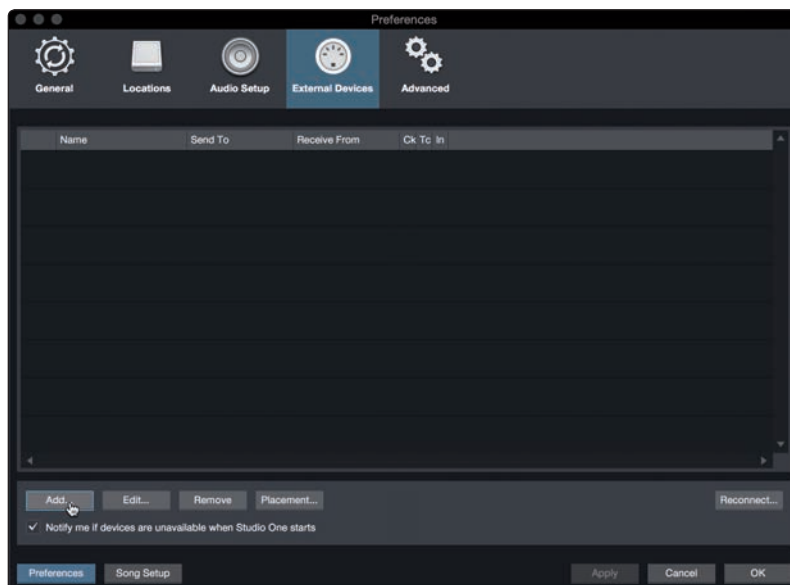 Preferences
General Locations Audio Setup External Devices Advanced
Name Send To Receive From Ck Tc In
Add... Edit... Remove Placement... Reconnect...
Notify me if devices are unavailable when Studio One starts
Preferences Song Setup Apply Cancel OK